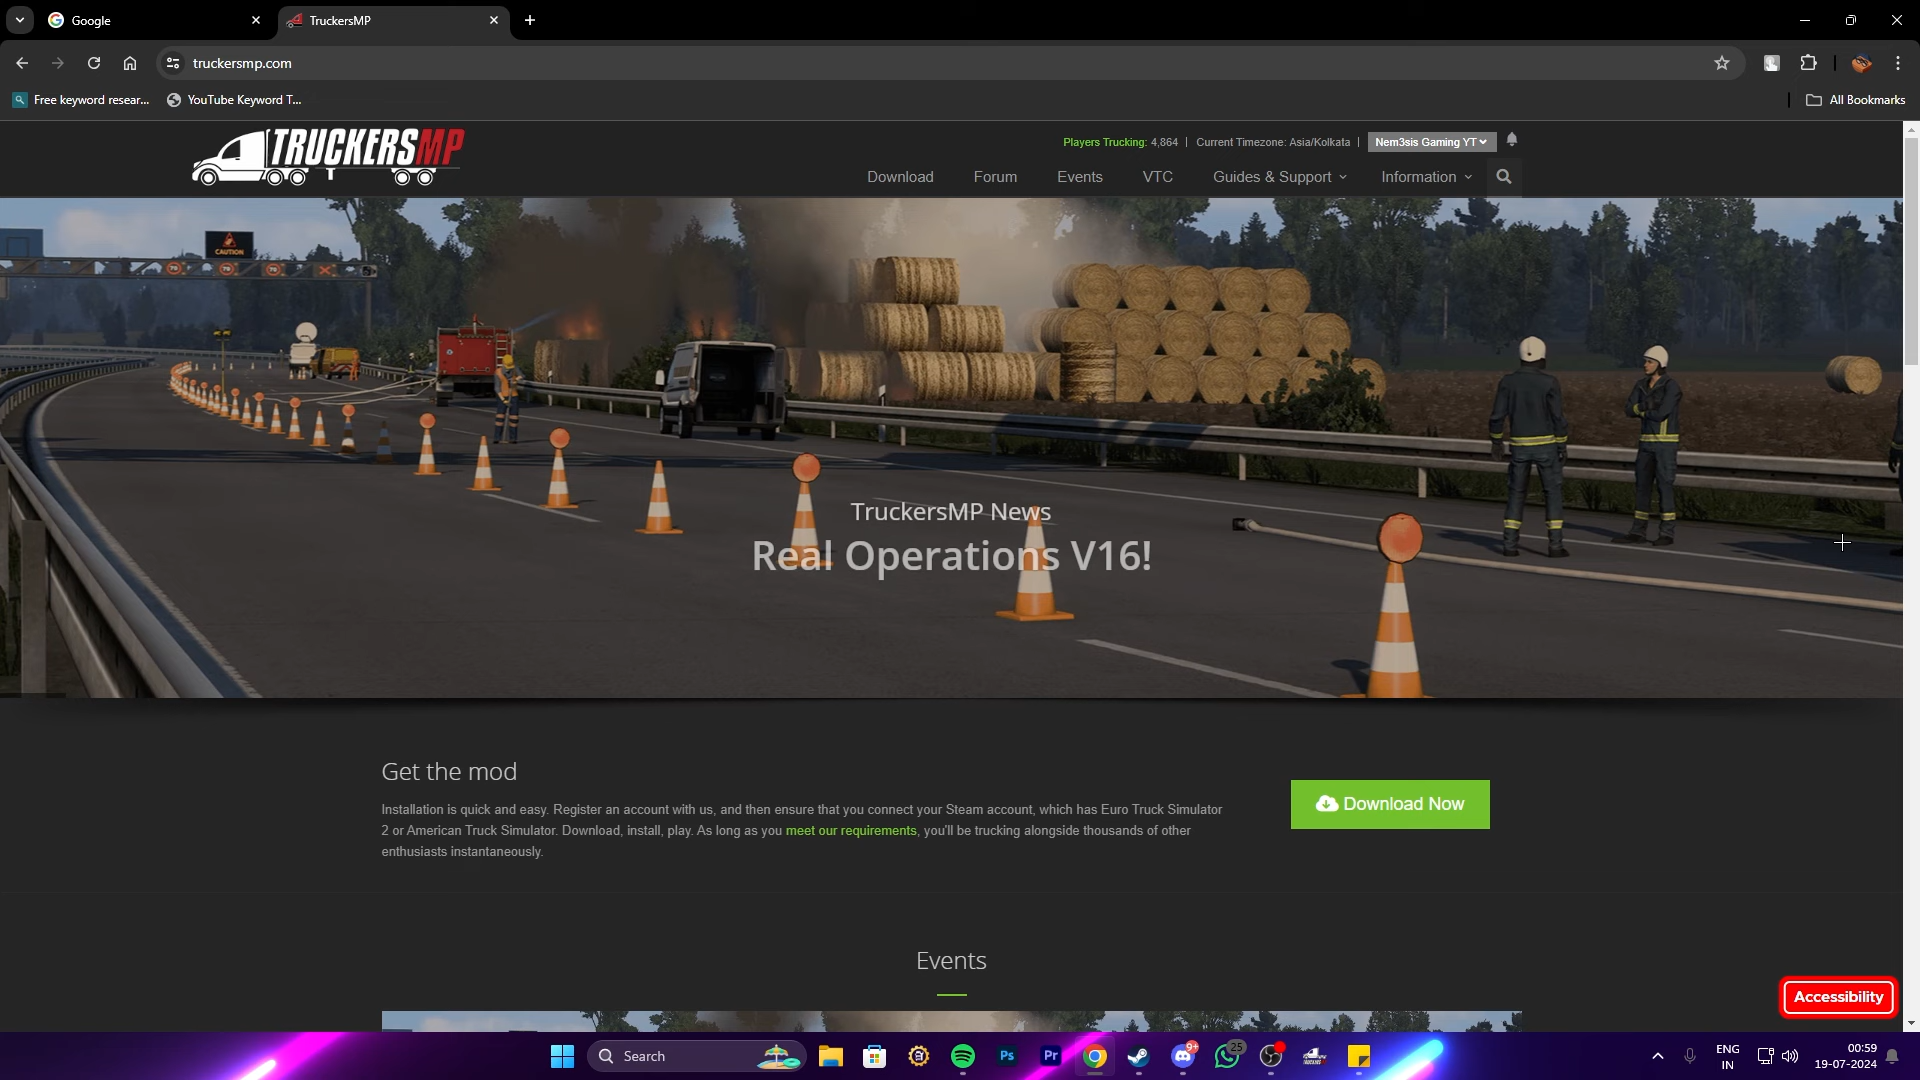 Google
TruckersMP
truckersmp.com
Free keyword resear...
YouTube Keyword T...
All Bookmarks
TRUCKERSMP
Players Trucking: 4,864 | Current Timezone: Asia/Kolkata |
Nem3sis Gaming YT
Download
Forum
Events
VTC
Guides & Support
Information
CAUTION
TruckersMP News
Real Operations V16!
Get the mod
Installation is quick and easy. Register an account with us, and then ensure that you connect your Steam account, which has Euro Truck Simulator
2 or American Truck Simulator. Download, install, play. As long as you meet our requirements, you'll be trucking alongside thousands of other
enthusiasts instantaneously.
Download Now
Events
Accessibility
Search
Ps
Pr
9+
25
ENG
IN
00:59
19-07-2024